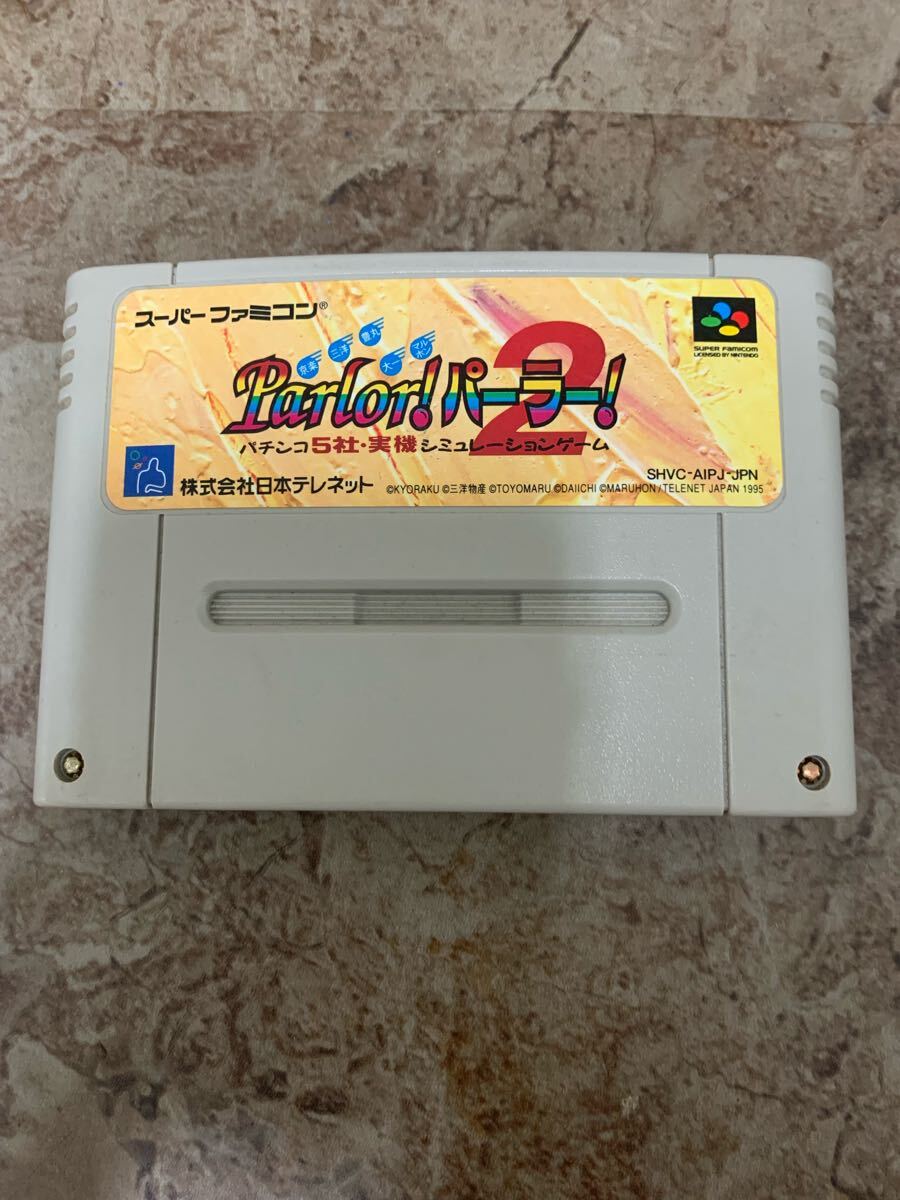 スーパーファミコン®
京楽 三洋 豊丸 大一 マルホン
Parlor!パーラー!2
パチンコ5社・実機シミュレーションゲーム
SUPER FAMICOM
LICENSED BY NINTENDO
SHVC-AIPJ-JPN
株式会社日本テレネット
©KYORAKU ©三洋物産 ©TOYOMARU ©DAIICHI ©MARUHON/TELENET JAPAN 1995